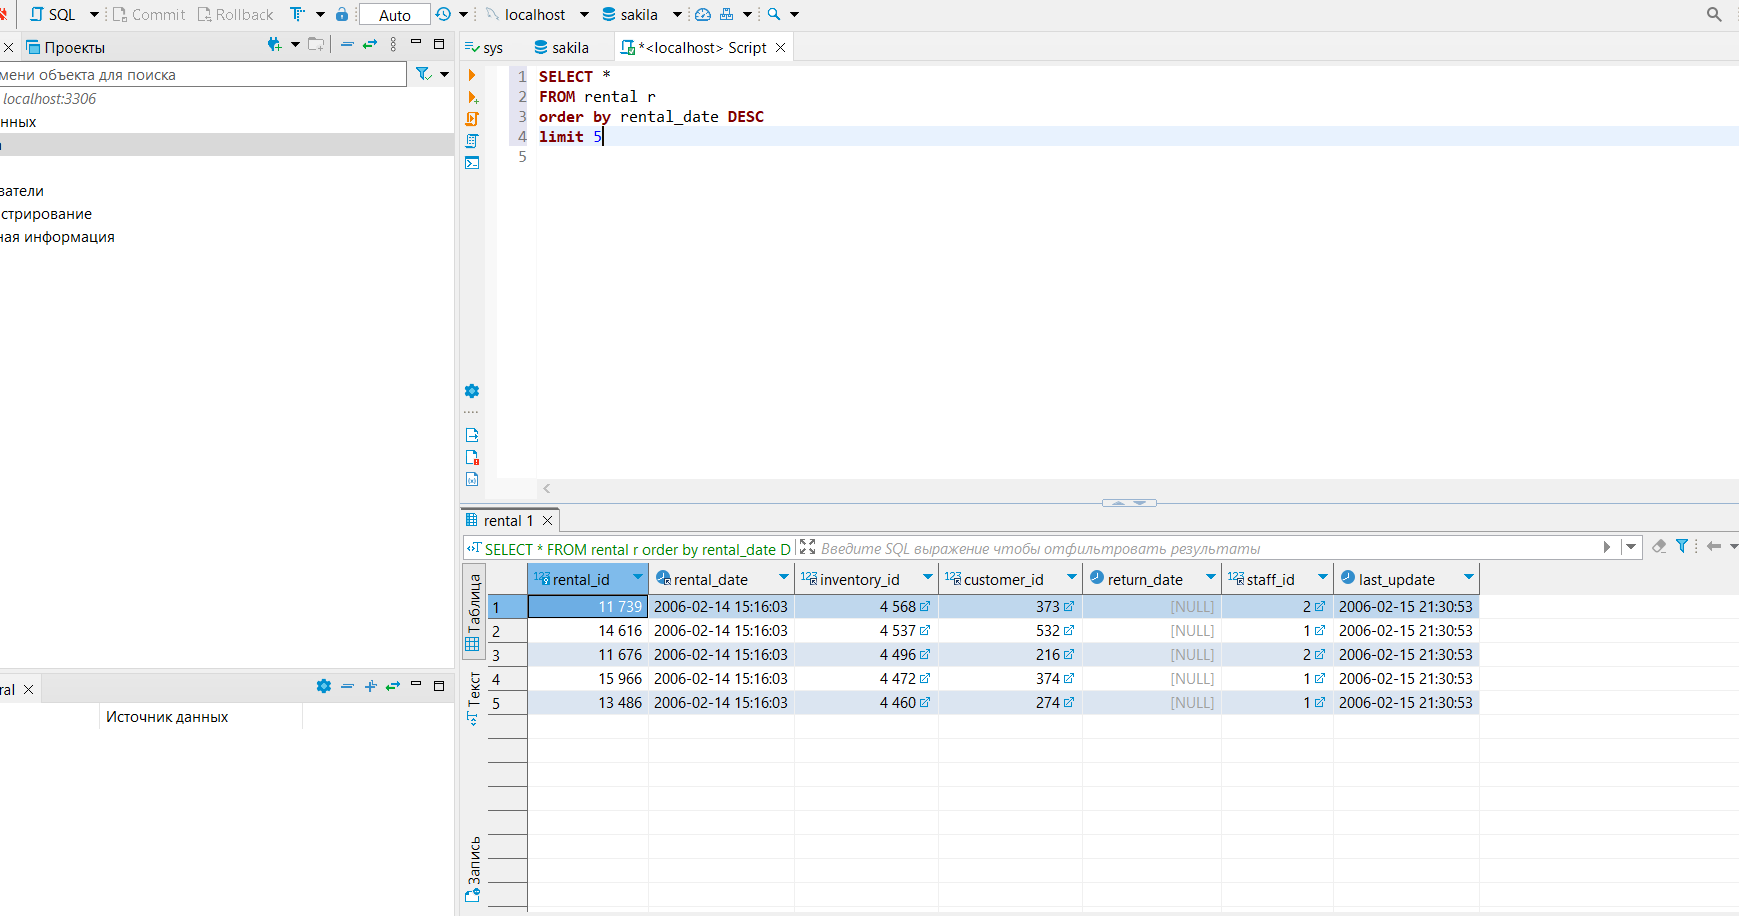 SQL Commit Rollback Auto localhost sakila
Проекты
мени объекта для поиска
localhost:3306
нных
ватели
стрирование
ная информация
ral
Источник данных
sys sakila *<localhost> Script
1 SELECT *
2 FROM rental r
3 order by rental_date DESC
4 limit 5
5
rental 1
SELECT * FROM rental r order by rental_date D Введите SQL выражение чтобы отфильтровать результаты
Таблица
Текст
Запись
rental_id rental_date inventory_id customer_id return_date staff_id last_update
1 11 739 2006-02-14 15:16:03 4 568 373 [NULL] 2 2006-02-15 21:30:53
2 14 616 2006-02-14 15:16:03 4 537 532 [NULL] 1 2006-02-15 21:30:53
3 11 676 2006-02-14 15:16:03 4 496 216 [NULL] 2 2006-02-15 21:30:53
4 15 966 2006-02-14 15:16:03 4 472 374 [NULL] 1 2006-02-15 21:30:53
5 13 486 2006-02-14 15:16:03 4 460 274 [NULL] 1 2006-02-15 21:30:53